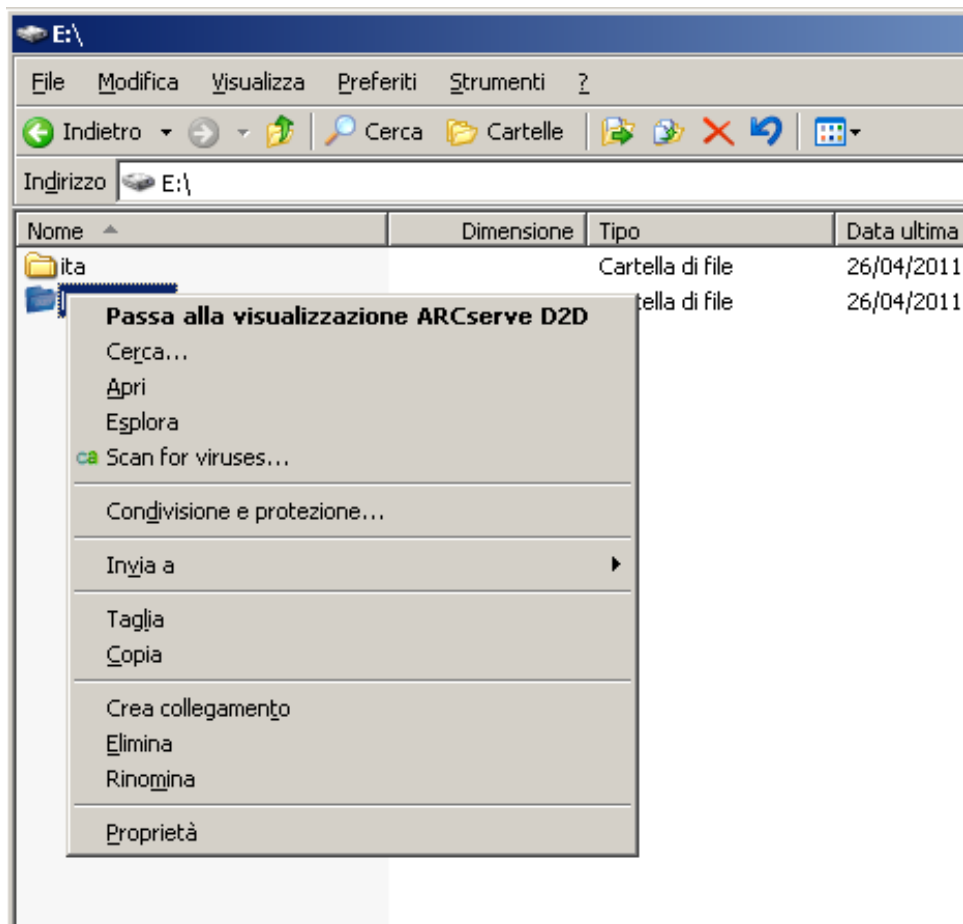 E:\
File Modifica Visualizza Preferiti Strumenti ?
Indietro Cerca Cartelle
Indirizzo E:\
Nome Dimensione Tipo Data ultima
ita Cartella di file 26/04/2011
tella di file 26/04/2011
Passa alla visualizzazione ARCserve D2D
Cerca...
Apri
Esplora
ca Scan for viruses...
Condivisione e protezione...
Invia a
Taglia
Copia
Crea collegamento
Elimina
Rinomina
Proprietà